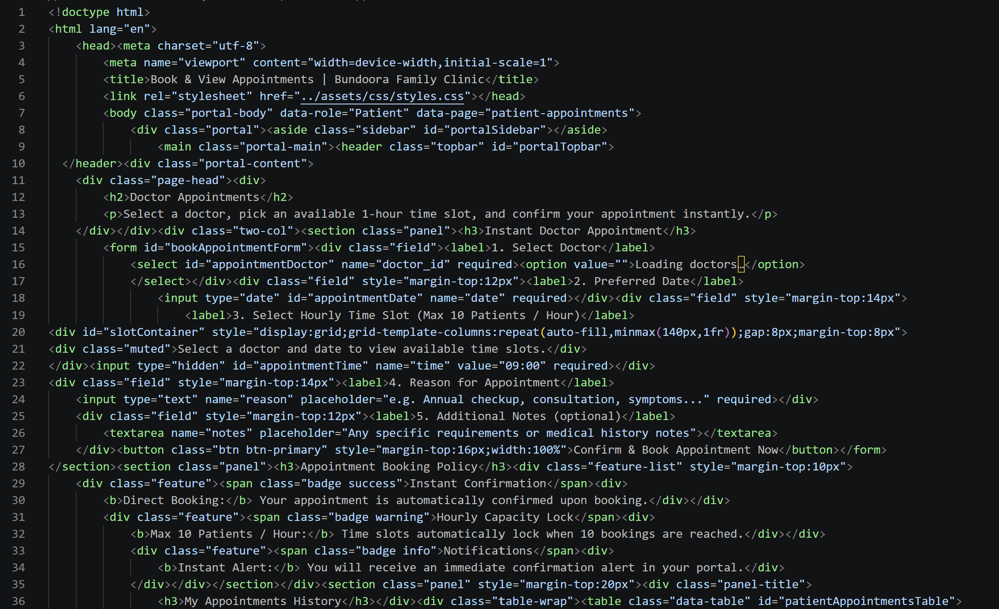 1 <!doctype html>
2 <html lang="en">
3 <head><meta charset="utf-8">
4 <meta name="viewport" content="width=device-width,initial-scale=1">
5 <title>Book & View Appointments | Bundoora Family Clinic</title>
6 <link rel="stylesheet" href="../assets/css/styles.css"></head>
7 <body class="portal-body" data-role="Patient" data-page="patient-appointments">
8 <div class="portal"><aside class="sidebar" id="portalSidebar"></aside>
9 <main class="portal-main"><header class="topbar" id="portalTopbar">
10 </header><div class="portal-content">
11 <div class="page-head"><div>
12 <h2>Doctor Appointments</h2>
13 <p>Select a doctor, pick an available 1-hour time slot, and confirm your appointment instantly.</p>
14 </div></div><div class="two-col"><section class="panel"><h3>Instant Doctor Appointment</h3>
15 <form id="bookAppointmentForm"><div class="field"><label>1. Select Doctor</label>
16 <select id="appointmentDoctor" name="doctor_id" required><option value="">Loading doctors…</option>
17 </select></div><div class="field" style="margin-top:12px"><label>2. Preferred Date</label>
18 <input type="date" id="appointmentDate" name="date" required></div><div class="field" style="margin-top:14px">
19 <label>3. Select Hourly Time Slot (Max 10 Patients / Hour)</label>
20 <div id="slotContainer" style="display:grid;grid-template-columns:repeat(auto-fill,minmax(140px,1fr));gap:8px;margin-top:8px">
21 <div class="muted">Select a doctor and date to view available time slots.</div>
22 </div><input type="hidden" id="appointmentTime" name="time" value="09:00" required></div>
23 <div class="field" style="margin-top:14px"><label>4. Reason for Appointment</label>
24 <input type="text" name="reason" placeholder="e.g. Annual checkup, consultation, symptoms..." required></div>
25 <div class="field" style="margin-top:12px"><label>5. Additional Notes (optional)</label>
26 <textarea name="notes" placeholder="Any specific requirements or medical history notes"></textarea>
27 </div><button class="btn btn-primary" style="margin-top:16px;width:100%">Confirm & Book Appointment Now</button></form>
28 </section><section class="panel"><h3>Appointment Booking Policy</h3><div class="feature-list" style="margin-top:10px">
29 <div class="feature"><span class="badge success">Instant Confirmation</span><div>
30 <b>Direct Booking:</b> Your appointment is automatically confirmed upon booking.</div></div>
31 <div class="feature"><span class="badge warning">Hourly Capacity Lock</span><div>
32 <b>Max 10 Patients / Hour:</b> Time slots automatically lock when 10 bookings are reached.</div></div>
33 <div class="feature"><span class="badge info">Notifications</span><div>
34 <b>Instant Alert:</b> You will receive an immediate confirmation alert in your portal.</div>
35 </div></div></section></div><section class="panel" style="margin-top:20px"><div class="panel-title">
36 <h3>My Appointments History</h3></div><div class="table-wrap"><table class="data-table" id="patientAppointmentsTable">